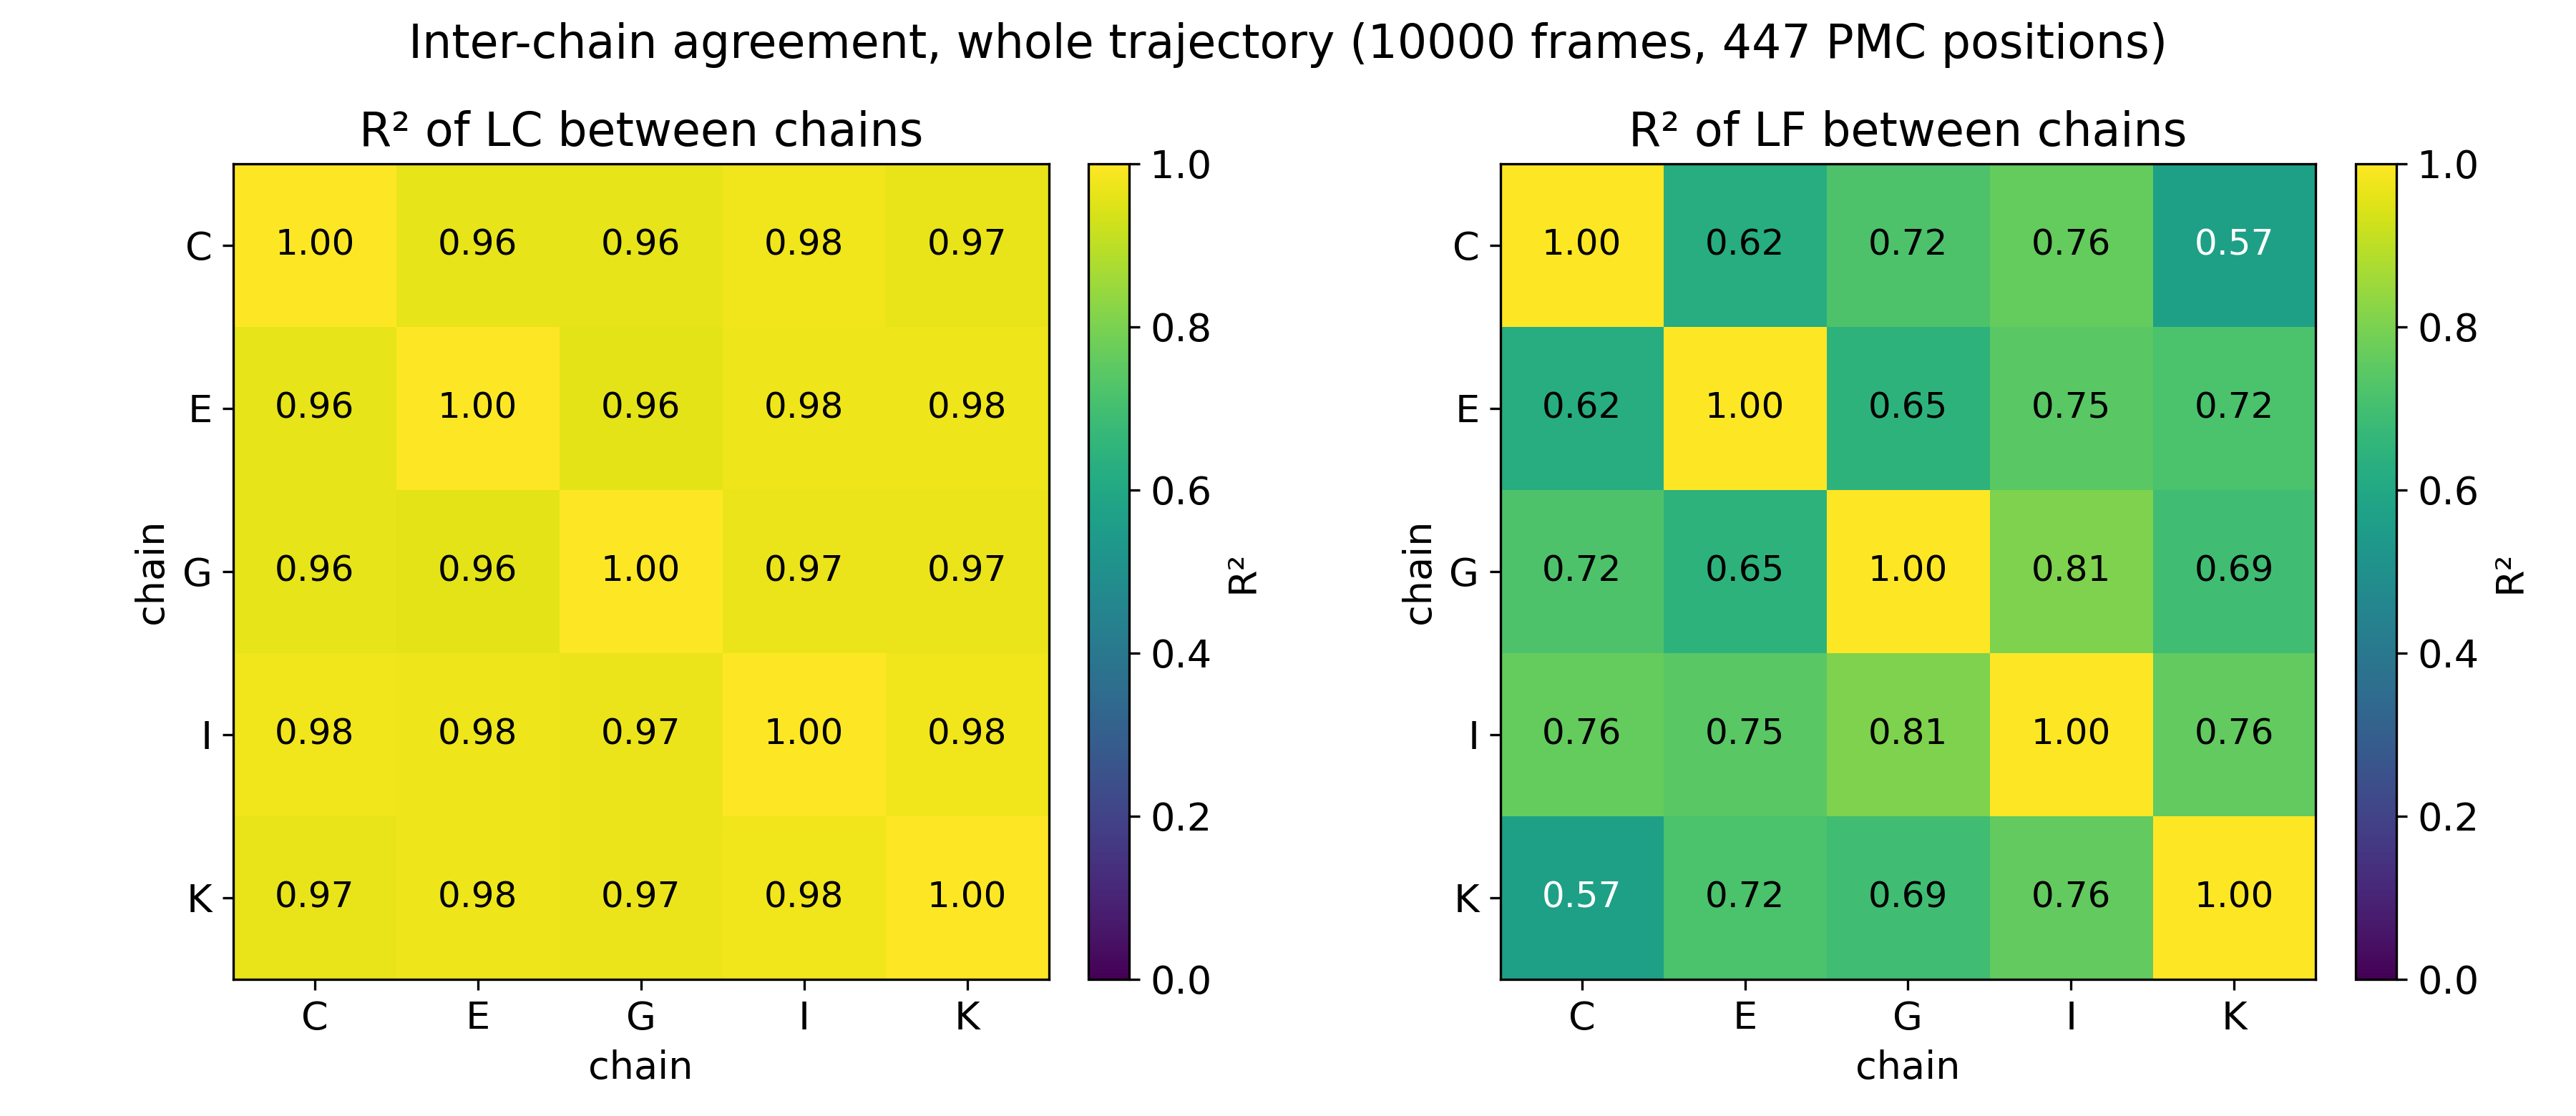 Inter-chain agreement, whole trajectory (10000 frames, 447 PMC positions)
R² of LC between chains
C 1.00 0.96 0.96 0.98 0.97
E 0.96 1.00 0.96 0.98 0.98
G 0.96 0.96 1.00 0.97 0.97
I 0.98 0.98 0.97 1.00 0.98
K 0.97 0.98 0.97 0.98 1.00
C E G I K
chain
chain
1.0
0.8
0.6
0.4
0.2
0.0
R²
R² of LF between chains
C 1.00 0.62 0.72 0.76 0.57
E 0.62 1.00 0.65 0.75 0.72
G 0.72 0.65 1.00 0.81 0.69
I 0.76 0.75 0.81 1.00 0.76
K 0.57 0.72 0.69 0.76 1.00
C E G I K
chain
chain
1.0
0.8
0.6
0.4
0.2
0.0
R²